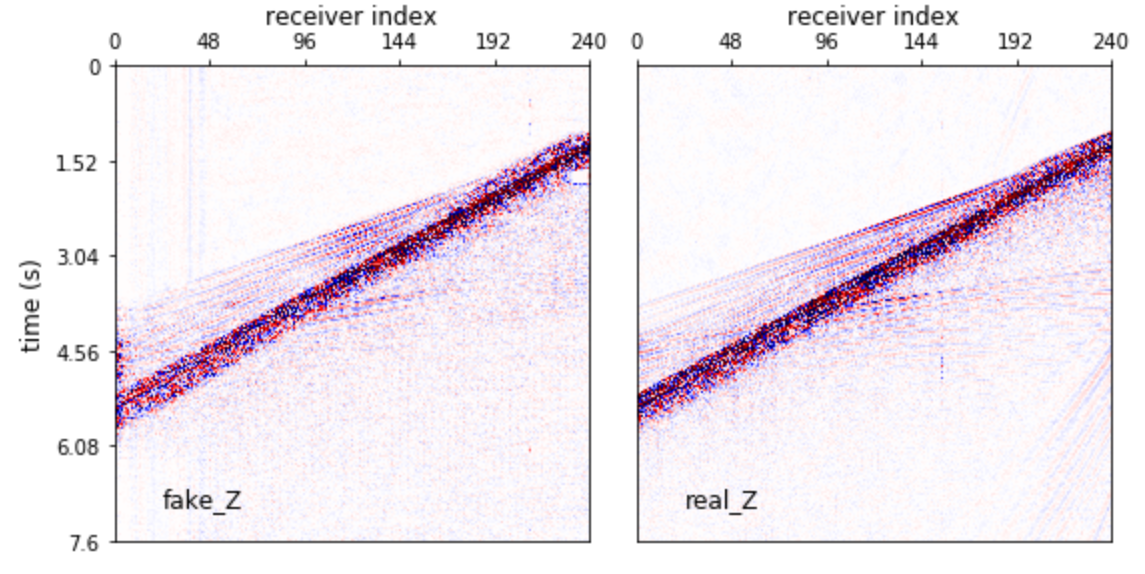 receiver index receiver index
0 48 96 144 192 240 0 48 96 144 192 240
0
1.52
3.04
4.56
6.08
7.6
time (s)
fake_Z real_Z